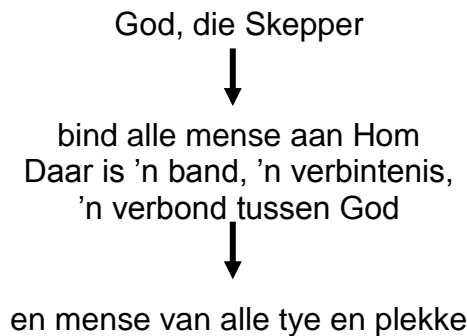 God, die Skepper
bind alle mense aan Hom
Daar is ’n band, ’n verbintenis,
’n verbond tussen God
en mense van alle tye en plekke